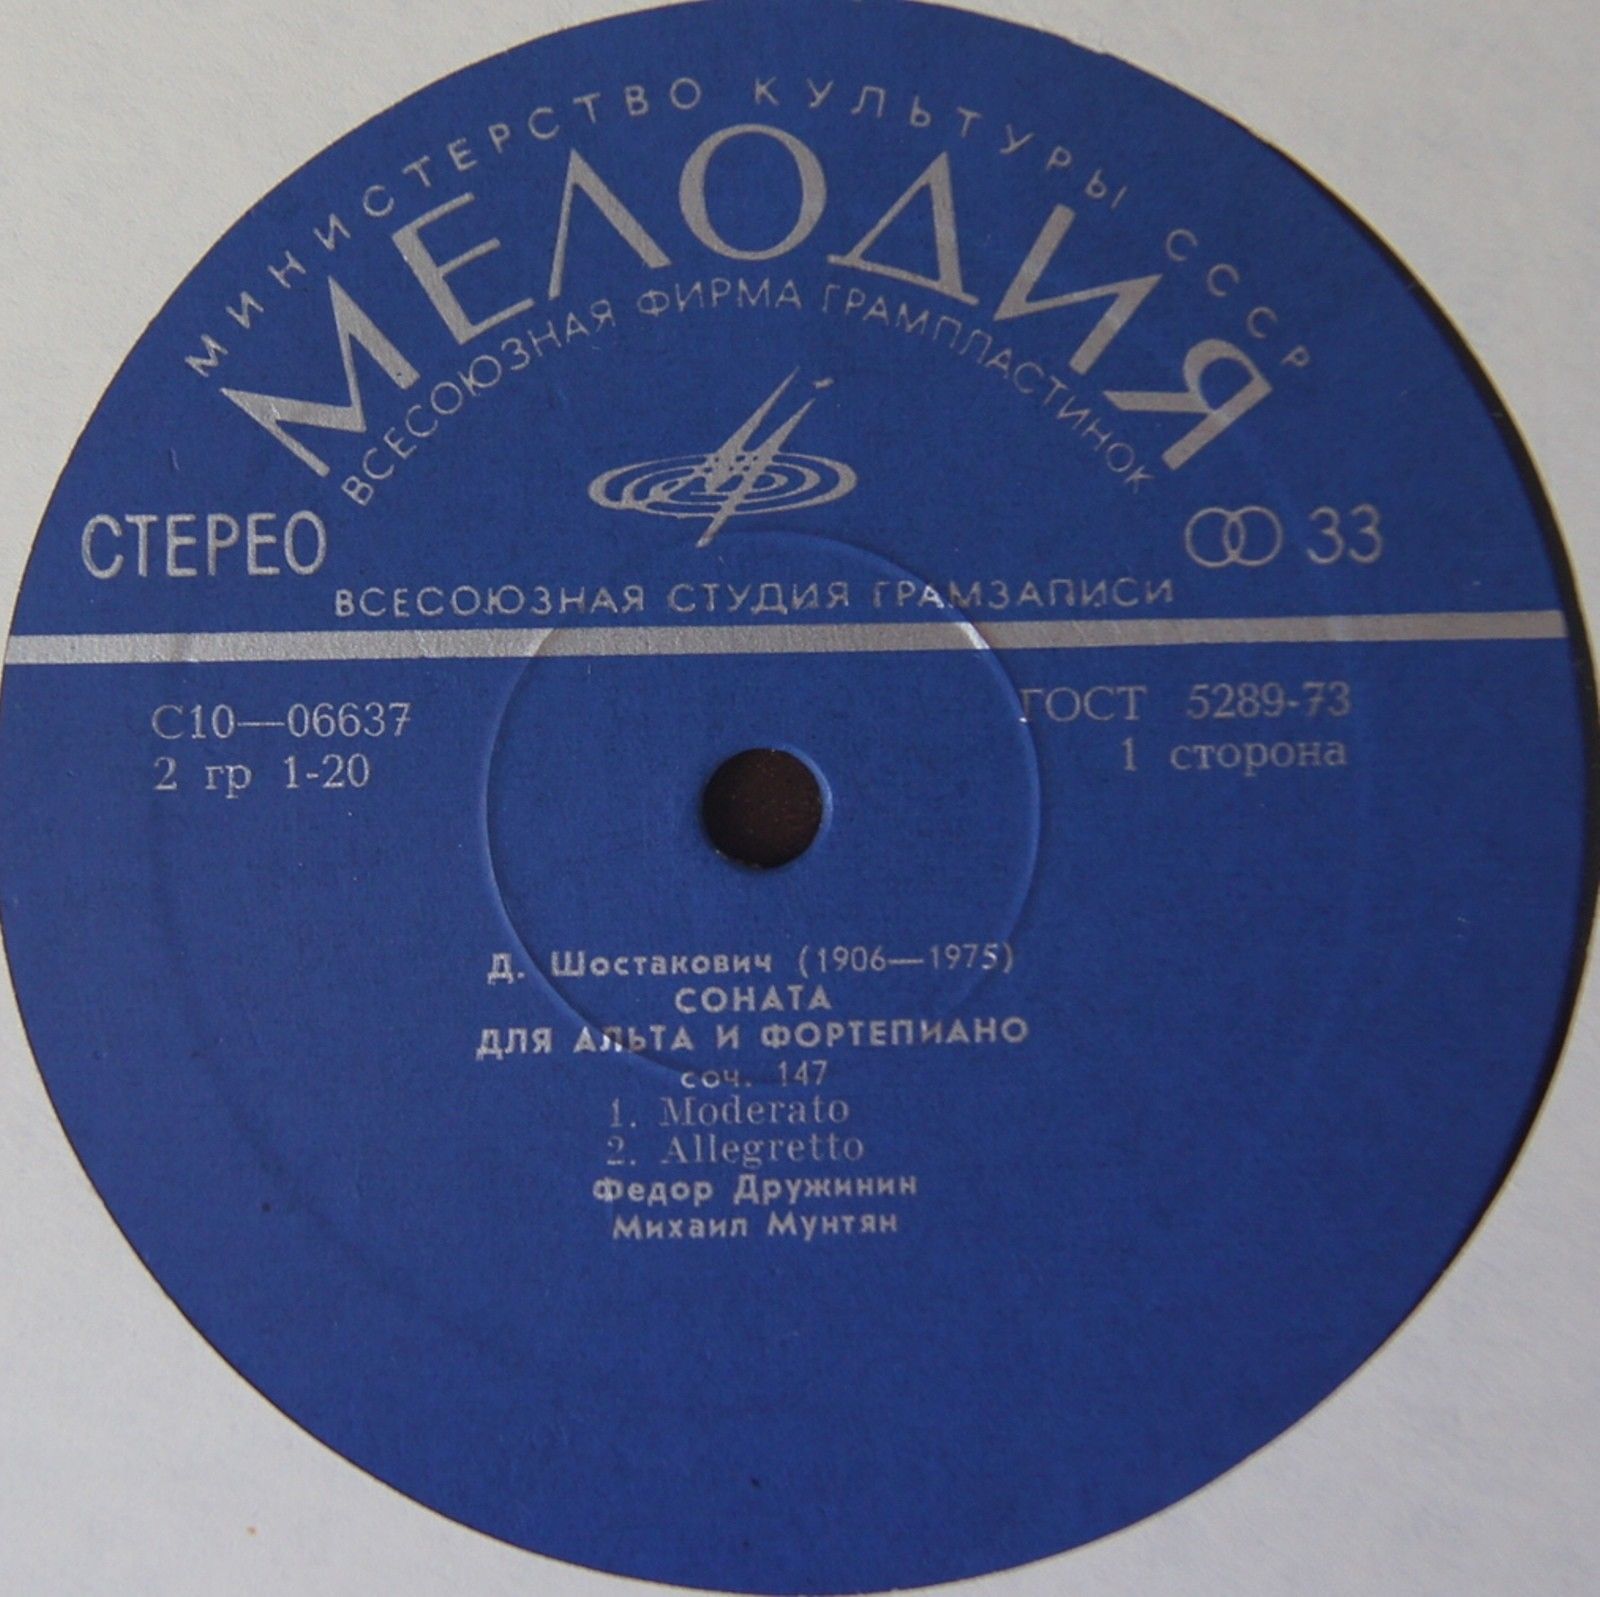 МИНИСТЕРСТВО КУЛЬТУРЫ СССР
МЕЛОДИЯ
ВСЕСОЮЗНАЯ ФИРМА ГРАМПЛАСТИНОК
СТЕРЕО
33
ВСЕСОЮЗНАЯ СТУДИЯ ГРАМЗАПИСИ
С10—06637
ГОСТ 5289-73
2 гр 1-20
1 сторона
Д. Шостакович (1906—1975)
СОНАТА
ДЛЯ АЛЬТА И ФОРТЕПИАНО
соч. 147
1. Moderato
2. Allegretto
Федор Дружинин
Михаил Мунтян